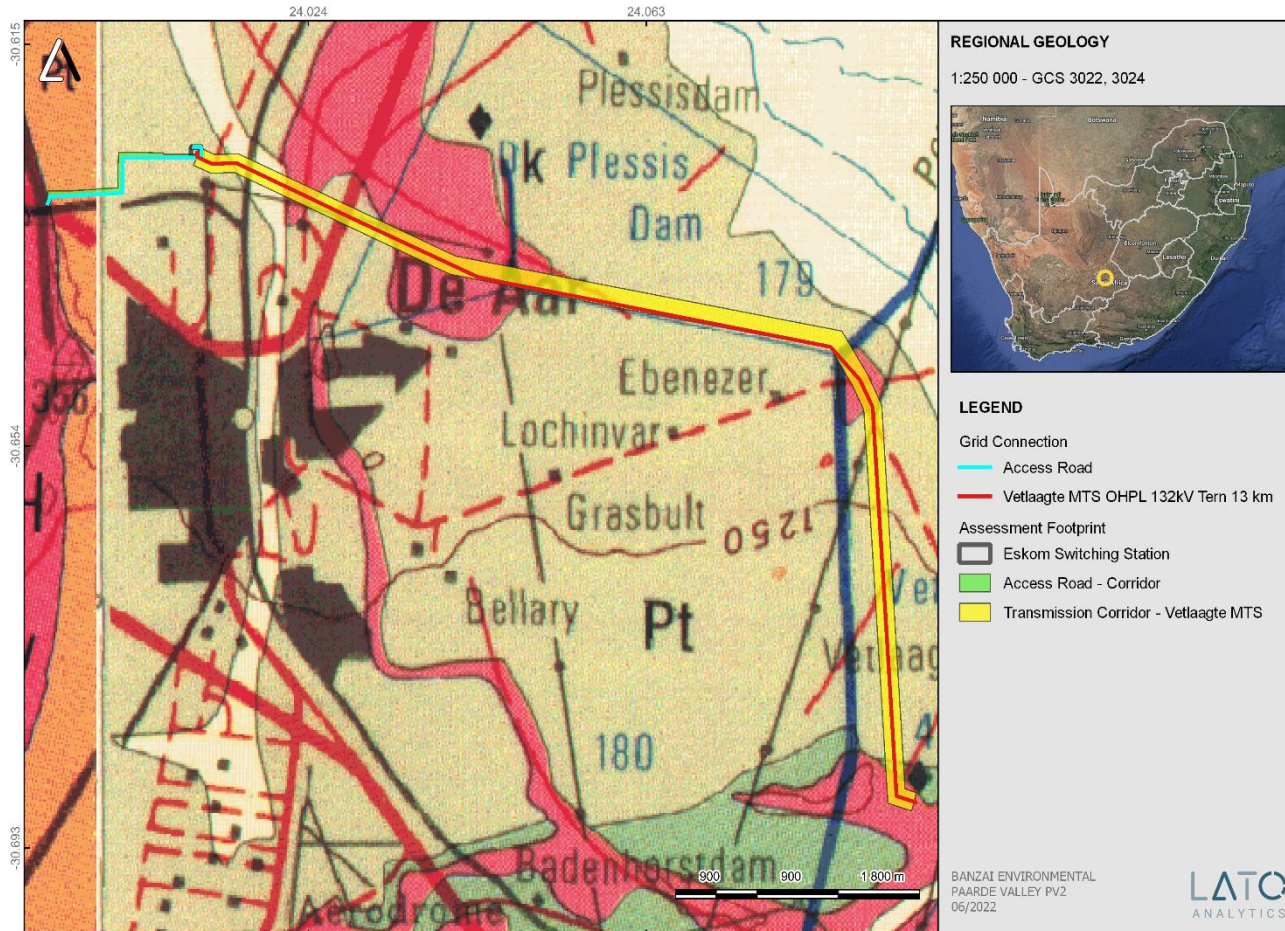 24.024
24.063
-30.615
-30.654
-30.693
Pt
Plessisdam
Dk Plessis
Dam
De Aar
179
356
Ebenezer
Lochinvar
Grasbult
1250
Bellary
Pt
180
Badenhorstdam
Aerodrome
900
900
1 800 m
REGIONAL GEOLOGY
1:250 000 - GCS 3022, 3024
Namibia
Botswana
Lesotho
LEGEND
Grid Connection
Access Road
Vetlaagte MTS OHPL 132kV Tern 13 km
Assessment Footprint
Eskom Switching Station
Access Road - Corridor
Transmission Corridor - Vetlaagte MTS
BANZAI ENVIRONMENTAL
PAARDE VALLEY PV2
06/2022
ANALYTICS